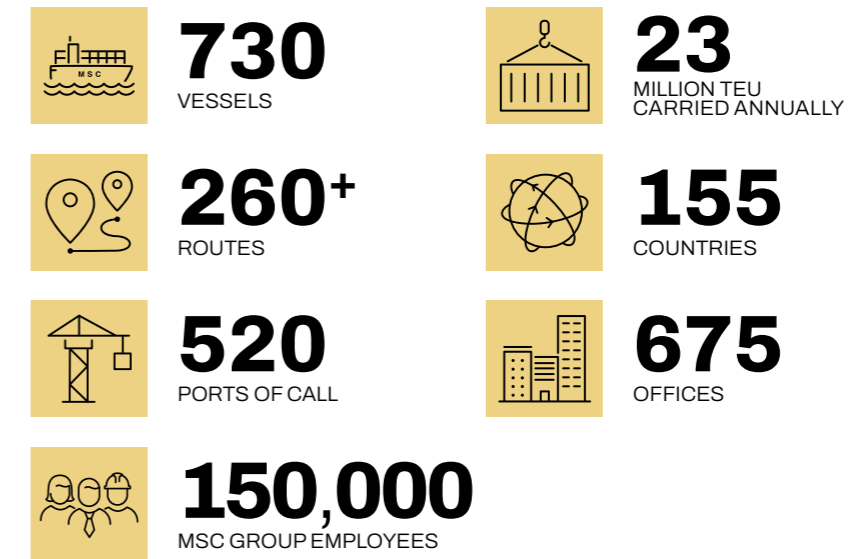 MSC
730
VESSELS
23
MILLION TEU
CARRIED ANNUALLY
260+
ROUTES
155
COUNTRIES
520
PORTS OF CALL
675
OFFICES
150,000
MSC GROUP EMPLOYEES